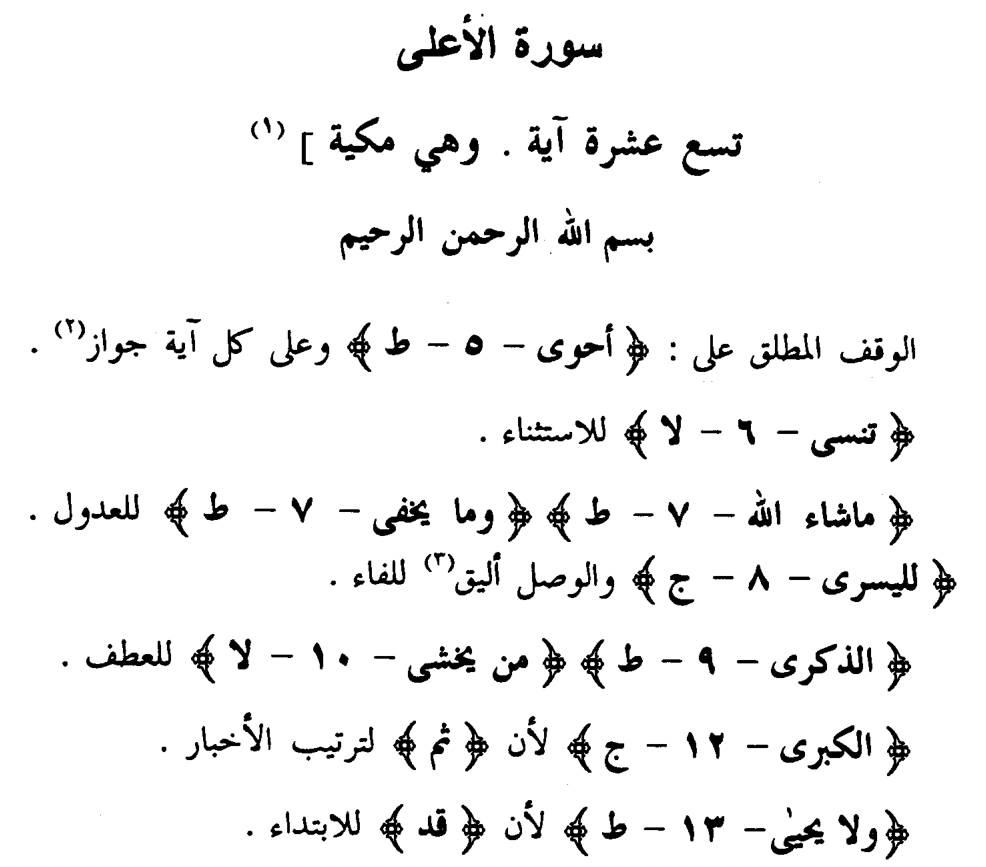 سورة الأعلى
تسع عشرة آية . وهي مكية ] (١)
بسم الله الرحمن الرحيم
الوقف المطلق على : ﴿ أحوى – ٥ – ط ﴾ وعلى كل آية جواز(٢) .
﴿ تنسى – ٦ – لا ﴾ للاستثناء .
﴿ ماشاء الله – ٧ – ط ﴾ ﴿ وما يخفى – ٧ – ط ﴾ للعدول .
﴿ لليسرى – ٨ – ج ﴾ والوصل أليق(٣) للفاء .
﴿ الذكرى – ٩ – ط ﴾ ﴿ من يخشى – ١٠ – لا ﴾ للعطف .
﴿ الكبرى – ١٢ – ج ﴾ لأن ﴿ ثم ﴾ لترتيب الأخبار .
﴿ ولا يحيىٰ – ١٣ – ط ﴾ لأن ﴿ قد ﴾ للابتداء .